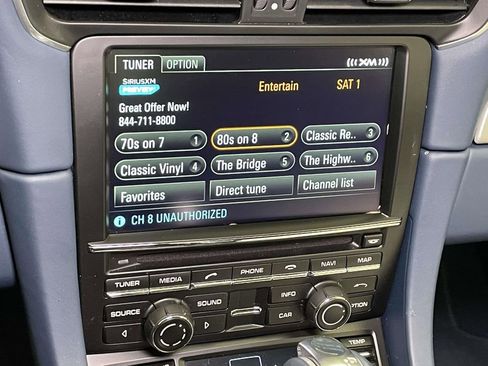 TUNER OPTION (((XM)))
SIRIUSXM
PREVIEW
Entertain SAT 1
Great Offer Now!
844-711-8800
70s on 7 1 80s on 8 2 Classic Re.. 3
Classic Vinyl 4 The Bridge 5 The Highw.. 6
Favorites Direct tune Channel list
CH 8 UNAUTHORIZED
TUNER MEDIA PHONE NAVI MAP
SOURCE SOUND INFO OPTION
CAR
TEMP